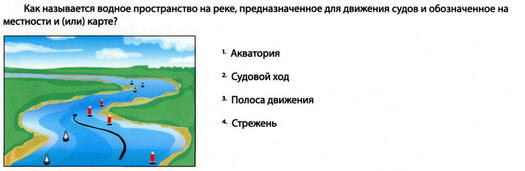 Как называется водное пространство на реке, предназначенное для движения судов и обозначенное на
местности и (или) карте?
1. Акватория
2. Судовой ход
3. Полоса движения
4. Стрежень